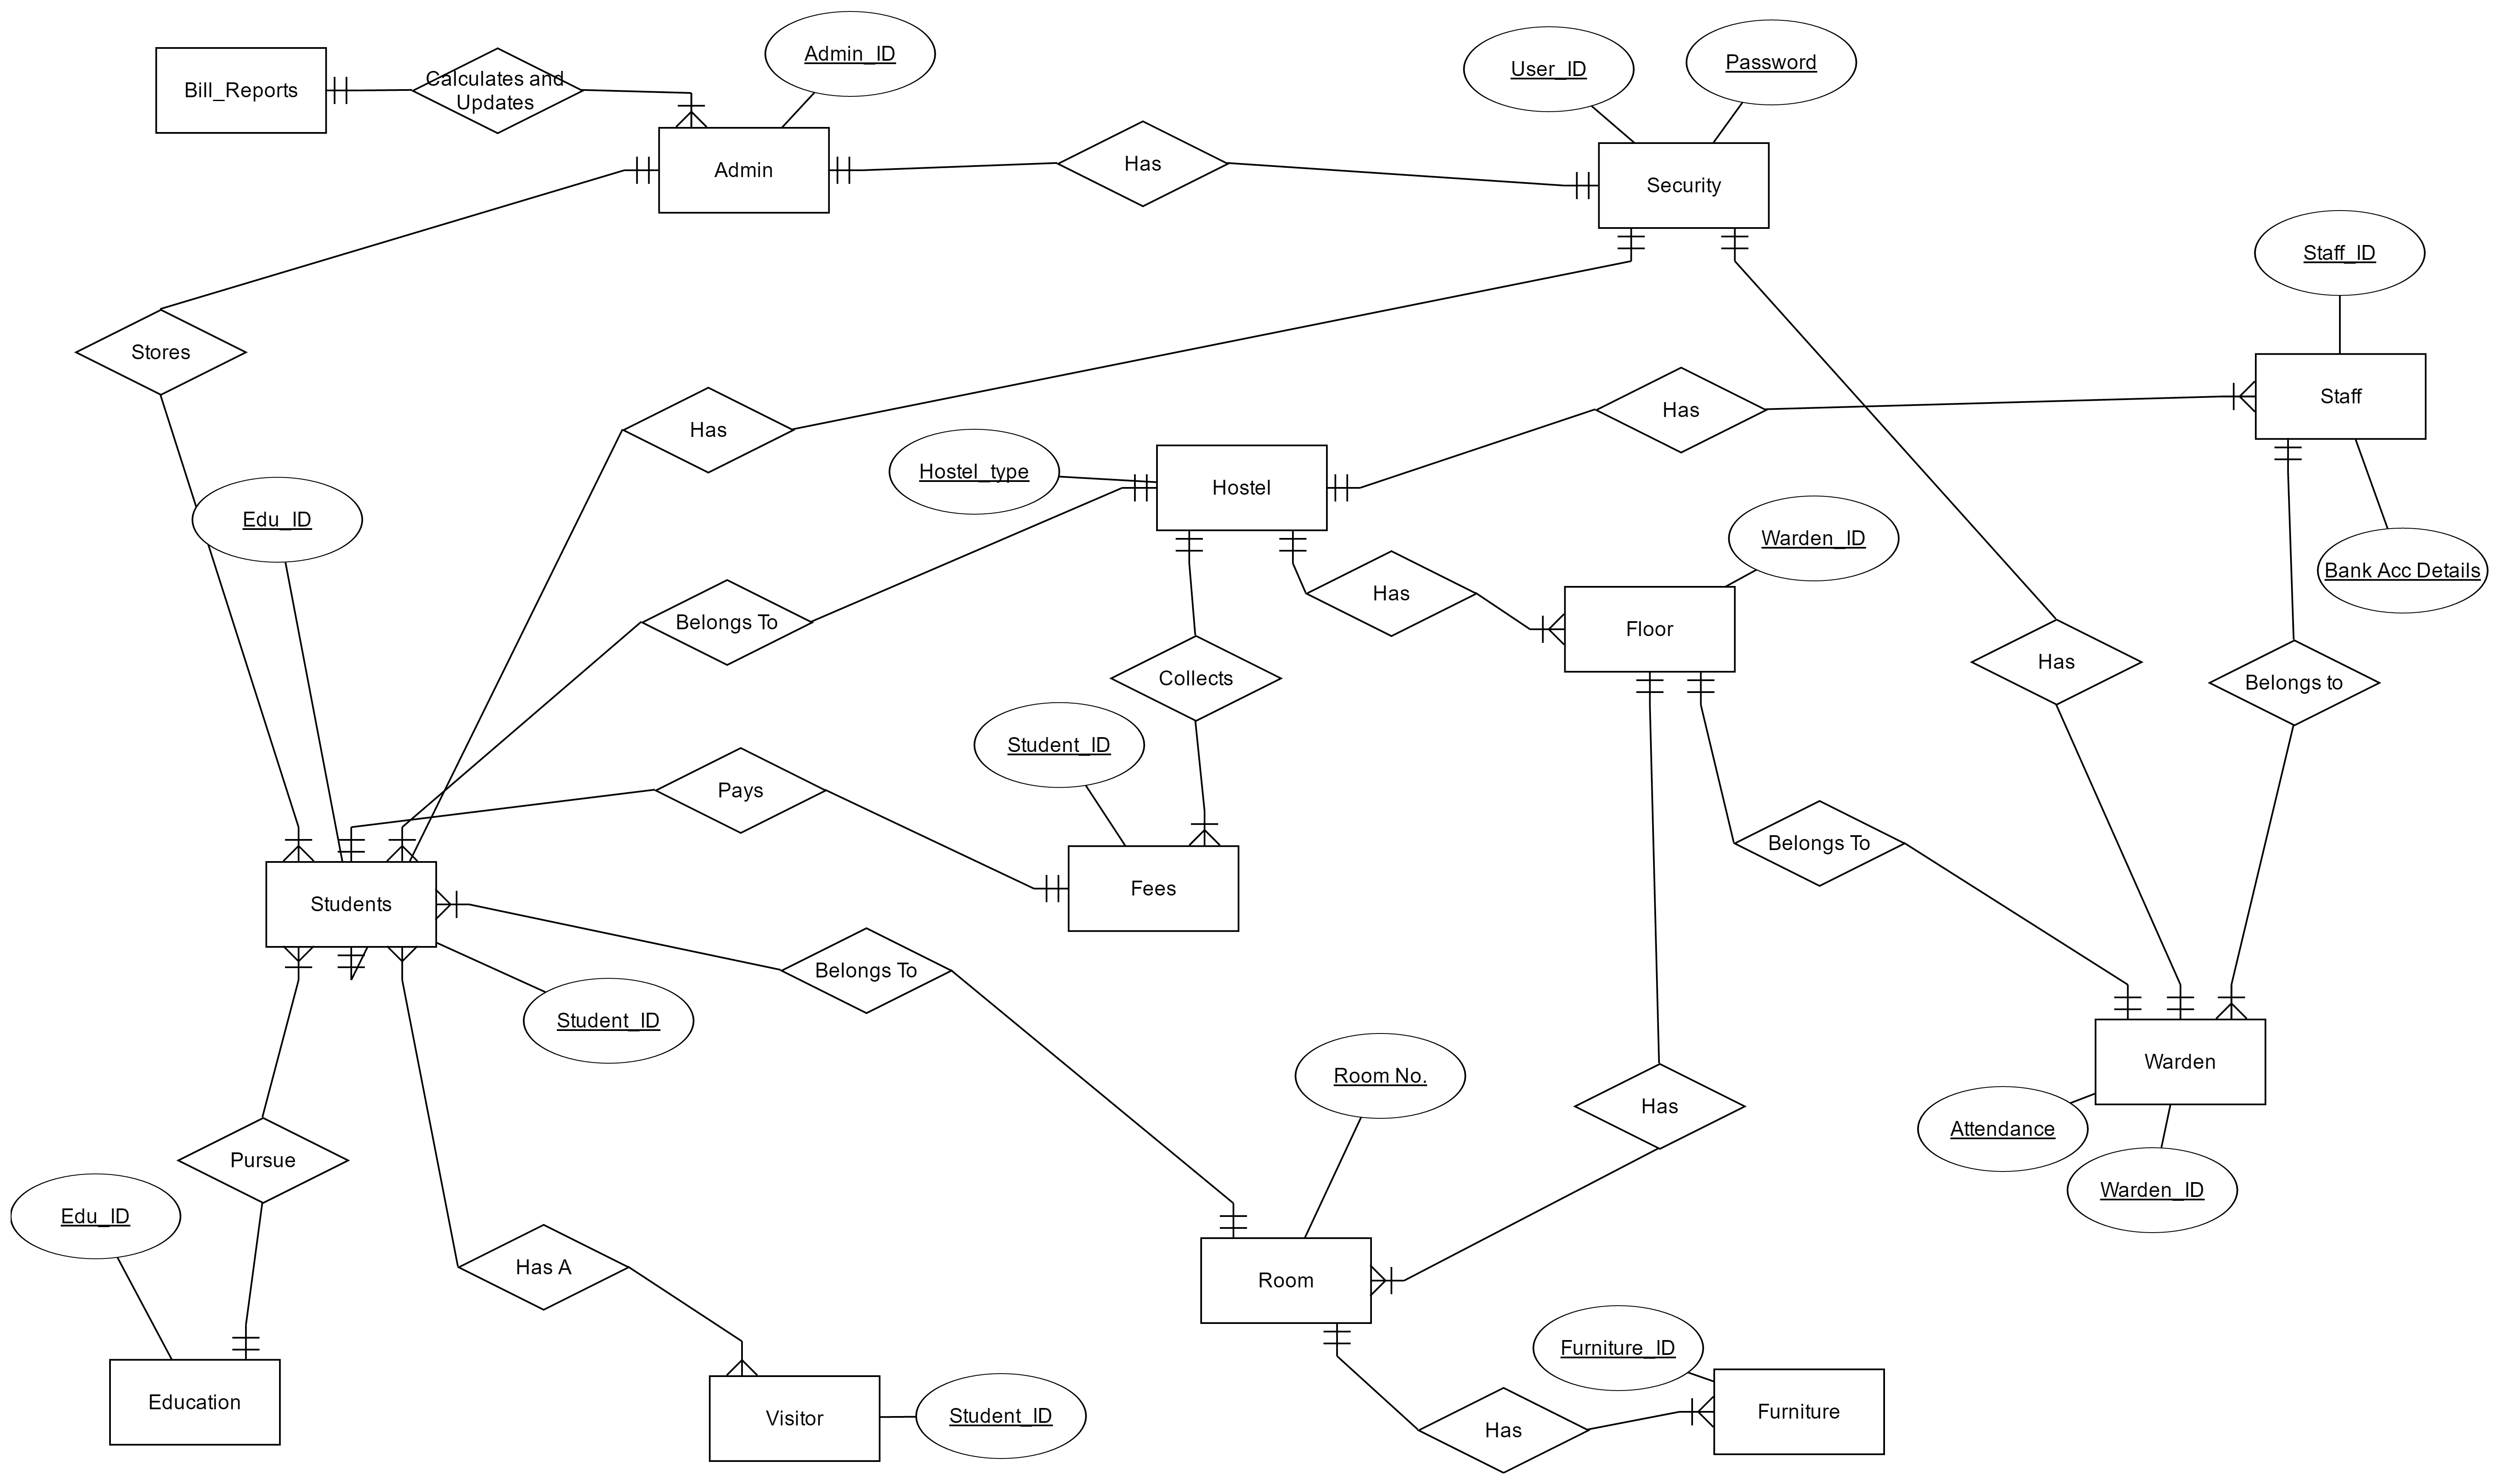 Admin_ID
User_ID
Password
Bill_Reports
Calculates and
Updates
Admin
Has
Security
Staff_ID
Stores
Has
Has
Staff
Hostel_type
Hostel
Edu_ID
Warden_ID
Bank Acc Details
Belongs To
Has
Floor
Collects
Has
Belongs to
Student_ID
Pays
Belongs To
Students
Fees
Belongs To
Student_ID
Room No.
Has
Warden
Attendance
Pursue
Warden_ID
Edu_ID
Has A
Room
Furniture_ID
Education
Visitor
Student_ID
Has
Furniture